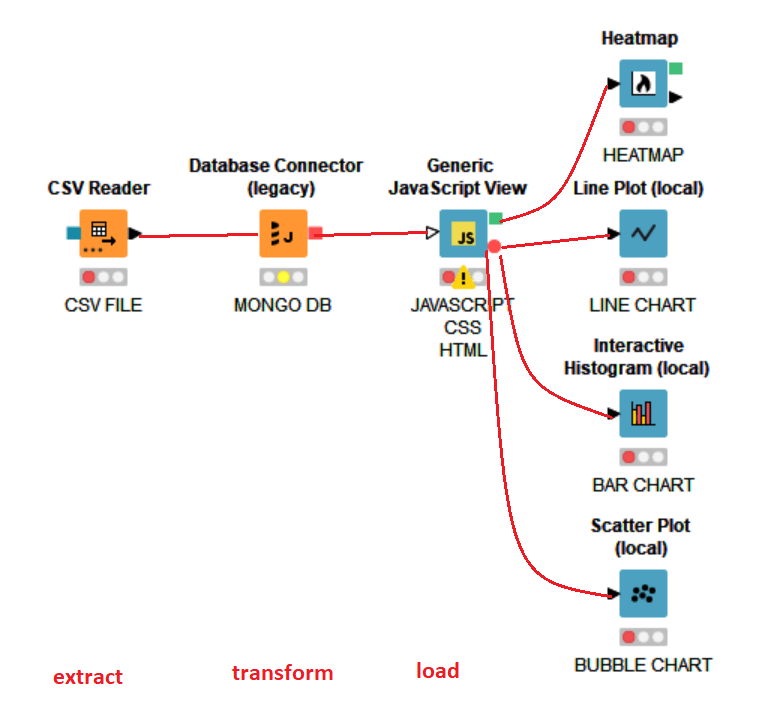 Heatmap
HEATMAP
CSV Reader
CSV FILE
Database Connector
(legacy)
J
MONGO DB
Generic
JavaScript View
JS
!
JAVASCRIPT
CSS
HTML
Line Plot (local)
LINE CHART
Interactive
Histogram (local)
BAR CHART
Scatter Plot
(local)
BUBBLE CHART
extract
transform
load